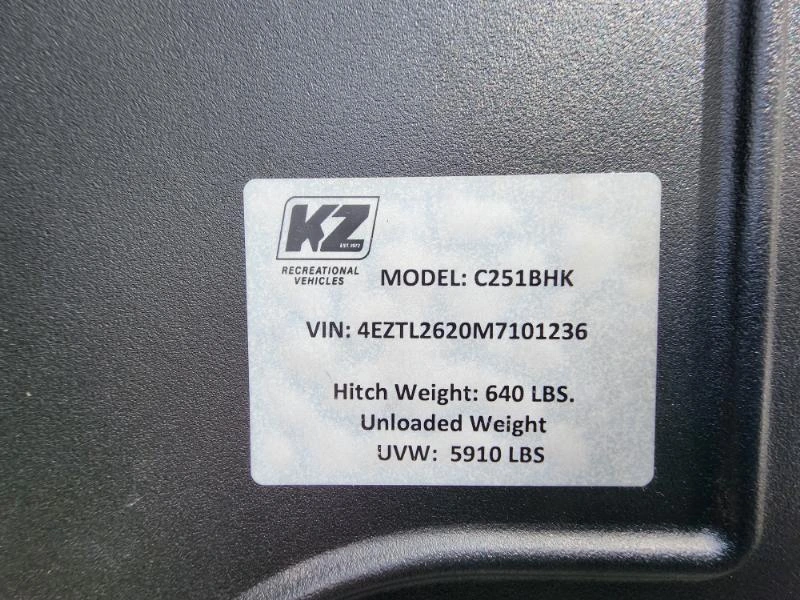 KZ
EST. 1972
RECREATIONAL
VEHICLES
MODEL: C251BHK
VIN: 4EZTL2620M7101236
Hitch Weight: 640 LBS.
Unloaded Weight
UVW: 5910 LBS